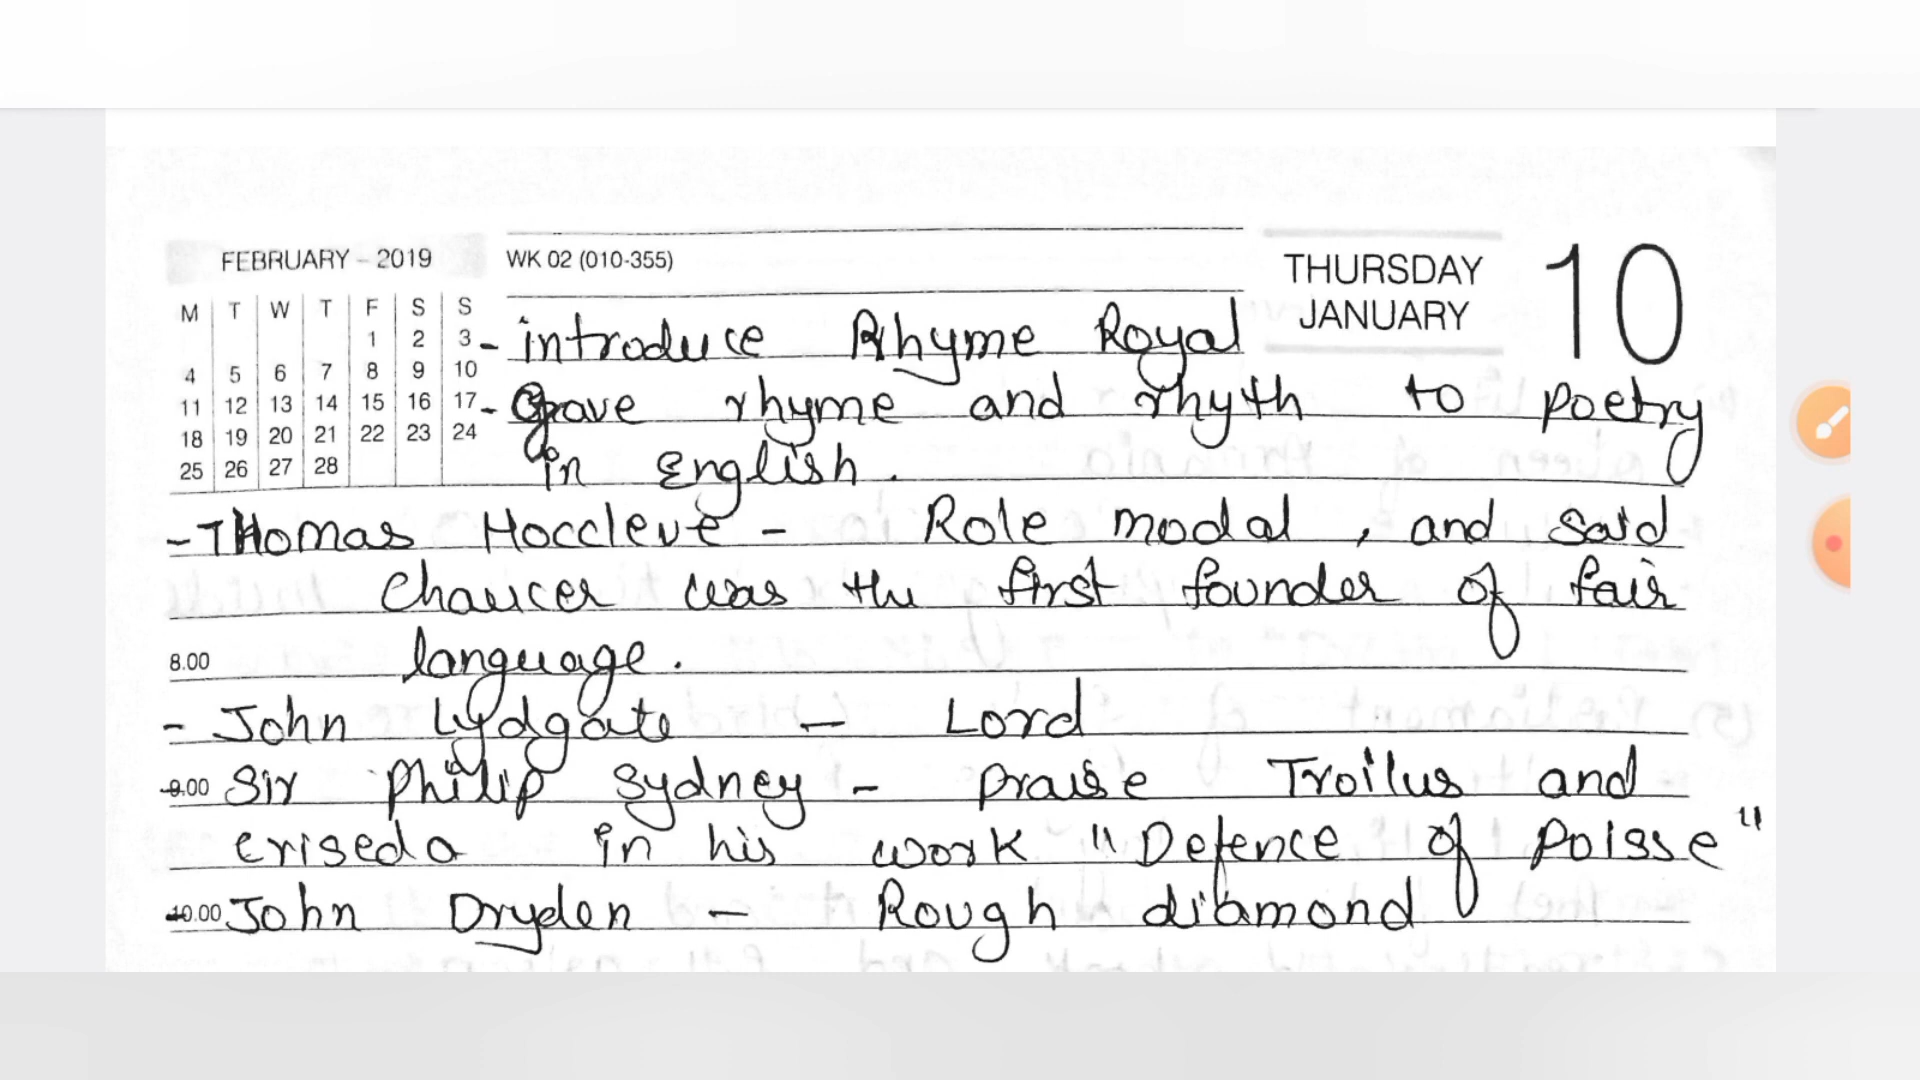 FEBRUARY - 2019
WK 02 (010-355)
THURSDAY
JANUARY
10
M T W T F S S
1 2 3
4 5 6 7 8 9 10
11 12 13 14 15 16 17
18 19 20 21 22 23 24
25 26 27 28
- introduce Rhyme Royal
- Gave rhyme and rhyth to poetry
in English.
- THomas Hoccleve - Role modal, and said
Chaucer was the first founder of fair
8.00 language.
- John Lydgate - Lord
9.00 Sir Philip Sydney - praise Troilus and
criseda in his work "Defence of Poisse"
10.00 John Dryden - Rough diamond